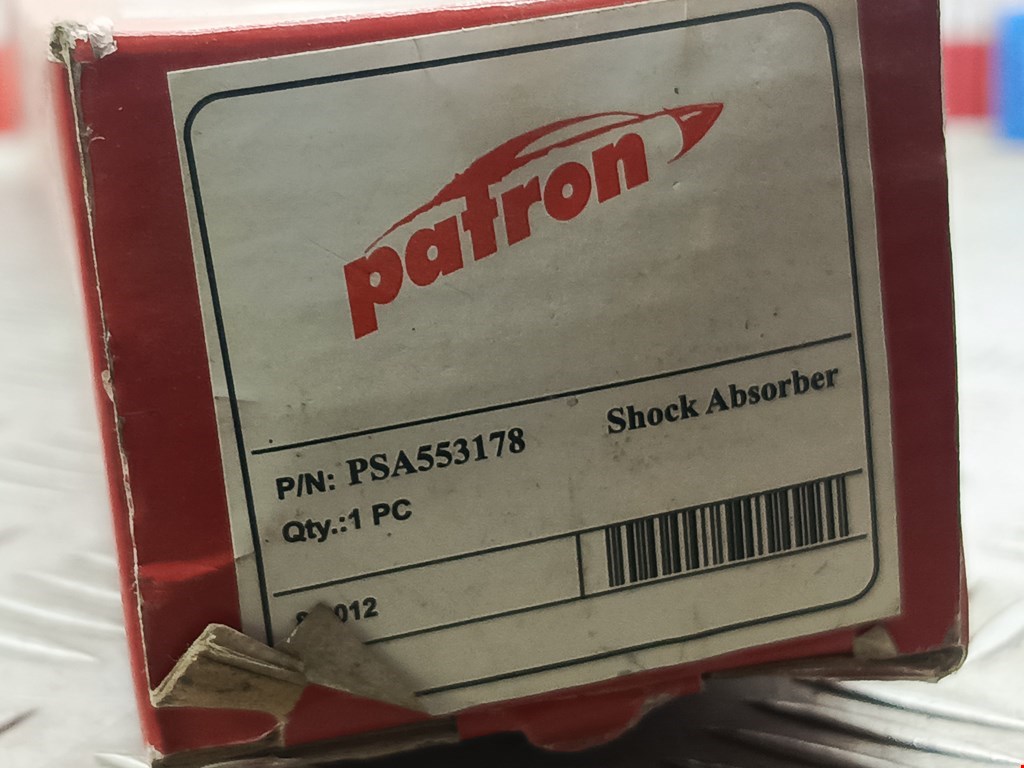 patron
P/N: PSA553178 Shock Absorber
Qty.:1 PC